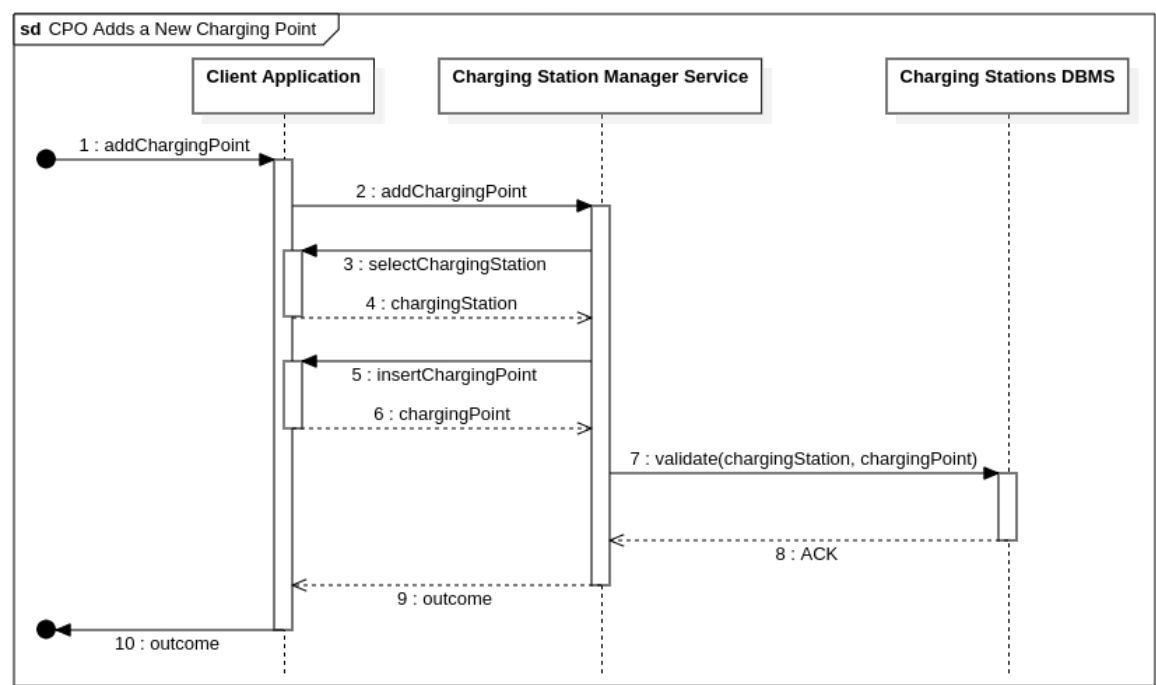 sd CPO Adds a New Charging Point
Client Application
Charging Station Manager Service
Charging Stations DBMS
1 : addChargingPoint
2 : addChargingPoint
3 : selectChargingStation
4 : chargingStation
5 : insertChargingPoint
6 : chargingPoint
7 : validate(chargingStation, chargingPoint)
8 : ACK
9 : outcome
10 : outcome